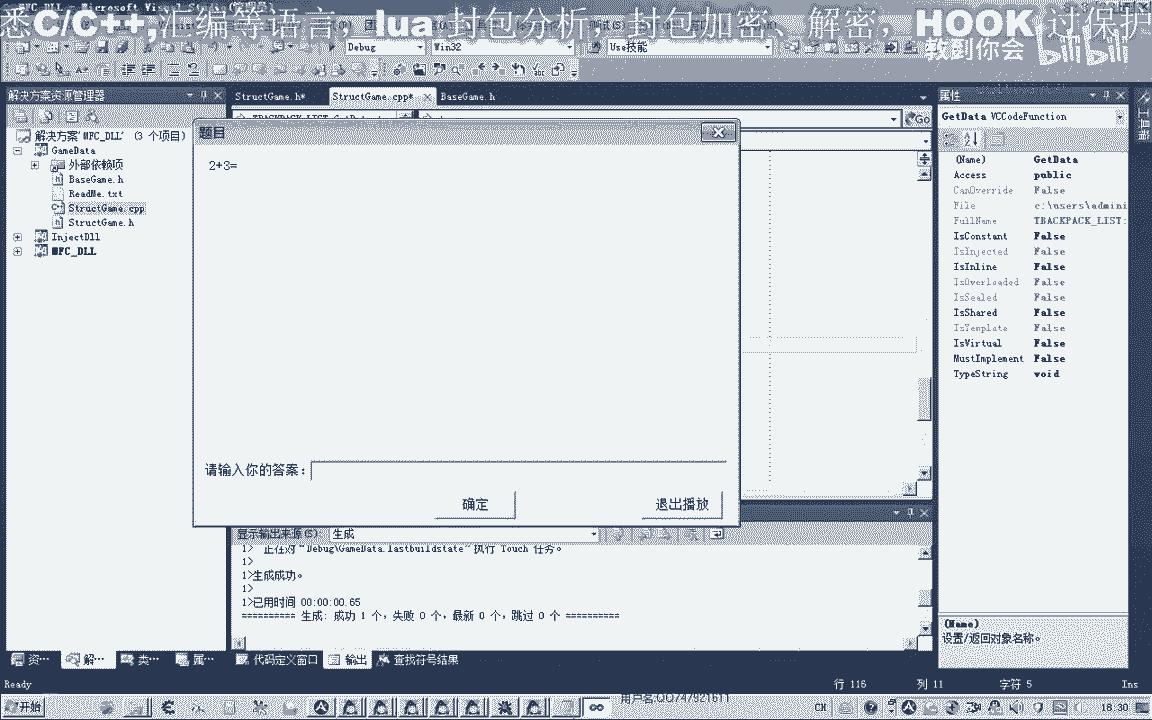 悉C/C++,汇编等语言, lua 封包分析, 封包加密、解密, HOOK 过保护
教到你会
bilibili
Debug
Win32
Use技能
解决方案资源管理器
StructGame.h*
StructGame.cpp*
BaseGame.h
属性
Go
GetData VCCodeFunction
解决方案"MFC_DLL" (3 个项目)
GameData
外部依赖项
BaseGame.h
ReadMe.txt
StructGame.cpp
StructGame.h
InjectDll
MFC_DLL
题目
2+3=
请输入你的答案:
确定
退出播放
(Name) GetData
Access public
CanOverride False
File c:\users\admini
FullName TBACKPACK_LIST:
IsConstant False
IsInjected False
IsInline False
IsOverloaded False
IsSealed False
IsShared False
IsTemplate False
IsVirtual False
MustImplement False
TypeString void
(Name)
设置/返回对象名称。
显示输出来源(S): 生成
1> 正在对"Debug\GameData.lastbuildstate"执行 Touch 任务。
1>
1>生成成功。
1>
1>已用时间 00:00:00.65
========== 生成: 成功 1 个，失败 0 个，最新 0 个，跳过 0 个 ==========
资…
解…
类…
属…
代码定义窗口
输出
查找符号结果
Ready
行 116
列 11
字符 5
Ins
开始
CH
18:30